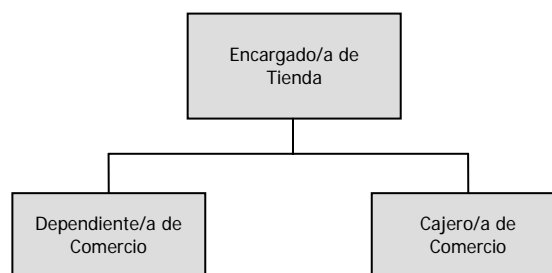 Encargado/a de
Tienda
Dependiente/a de
Comercio
Cajero/a de
Comercio